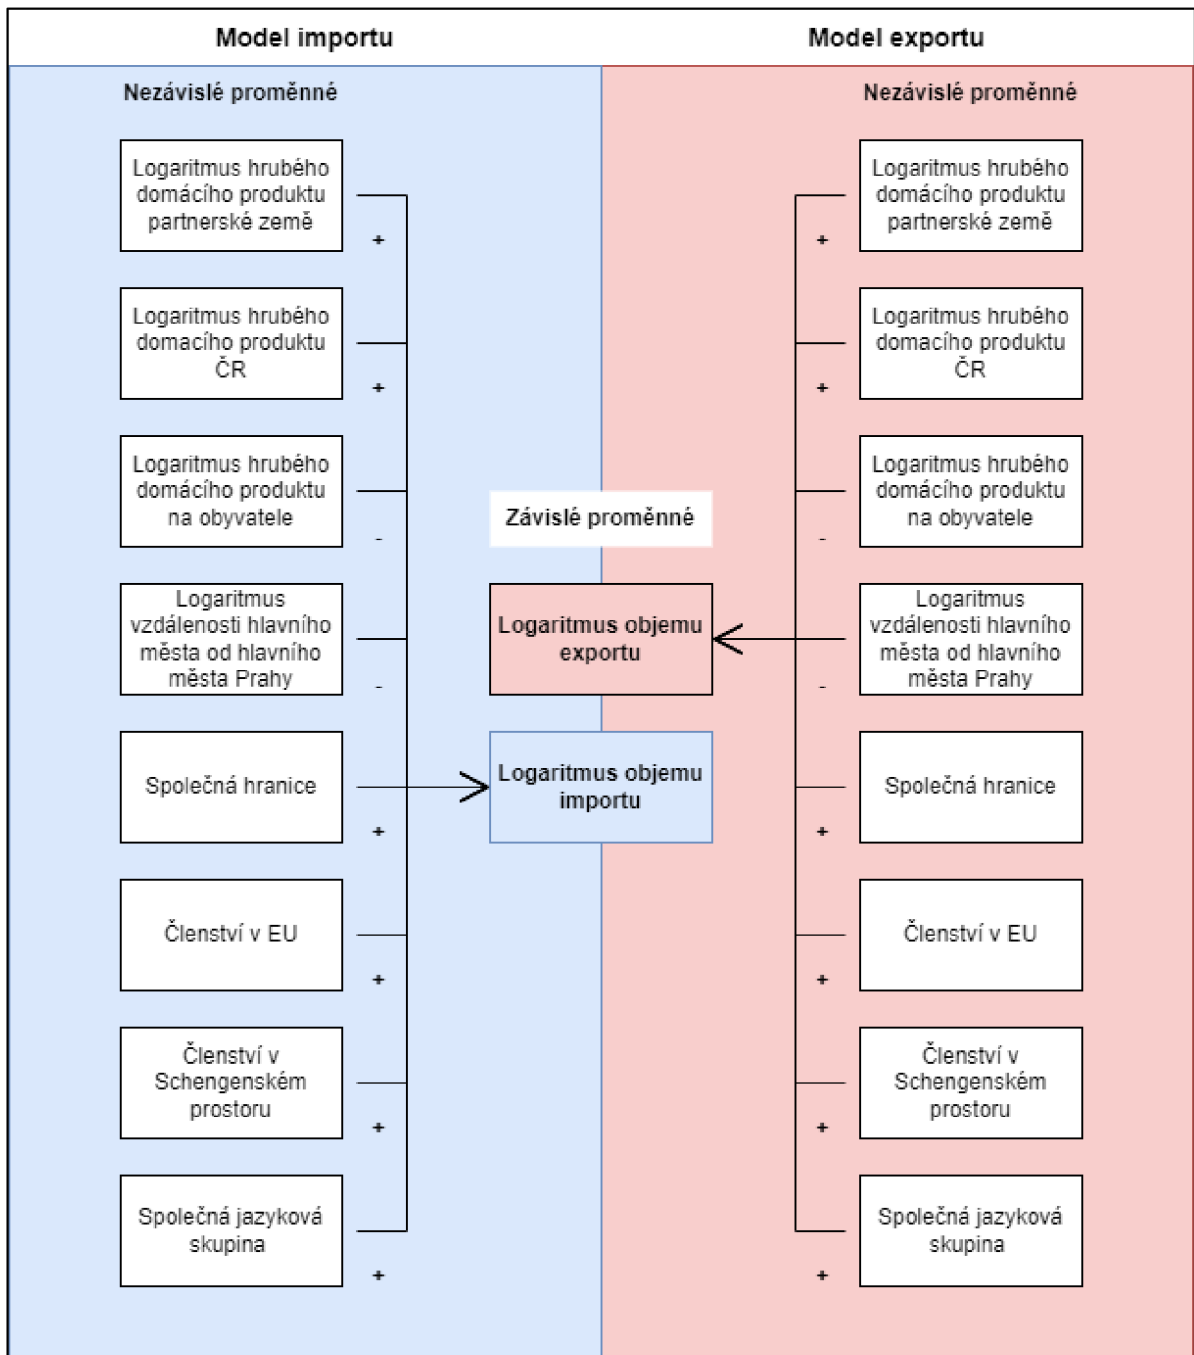 Model importu
Model exportu
Nezávislé proměnné
Nezávislé proměnné
Logaritmus hrubého
domácího produktu
partnerské země
+
Logaritmus hrubého
domacího produktu
ČR
+
Logaritmus hrubého
domácího produktu
na obyvatele
-
Logaritmus
vzdálenosti hlavního
města od hlavního
města Prahy
-
Společná hranice
+
Členství v EU
+
Členství v
Schengenském
prostoru
+
Společná jazyková
skupina
+
Závislé proměnné
Logaritmus objemu
exportu
Logaritmus objemu
importu
Logaritmus hrubého
domácího produktu
partnerské země
+
Logaritmus hrubého
domacího produktu
ČR
+
Logaritmus hrubého
domácího produktu
na obyvatele
-
Logaritmus
vzdálenosti hlavního
města od hlavního
města Prahy
-
Společná hranice
+
Členství v EU
+
Členství v
Schengenském
prostoru
+
Společná jazyková
skupina
+